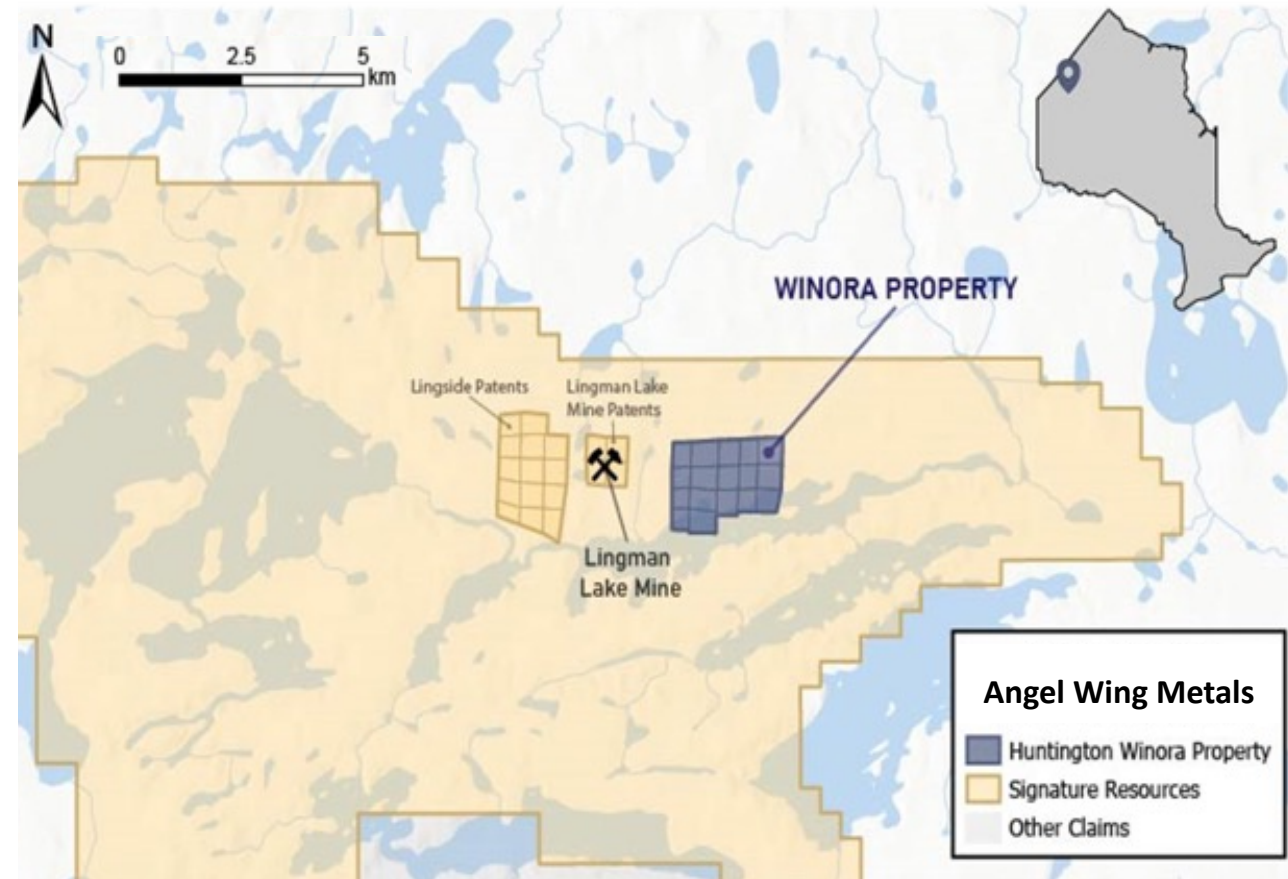 N
0 2.5 5
km
WINORA PROPERTY
Lingside Patents
Lingman Lake
Mine Patents
Lingman
Lake Mine
Angel Wing Metals
Huntington Winora Property
Signature Resources
Other Claims